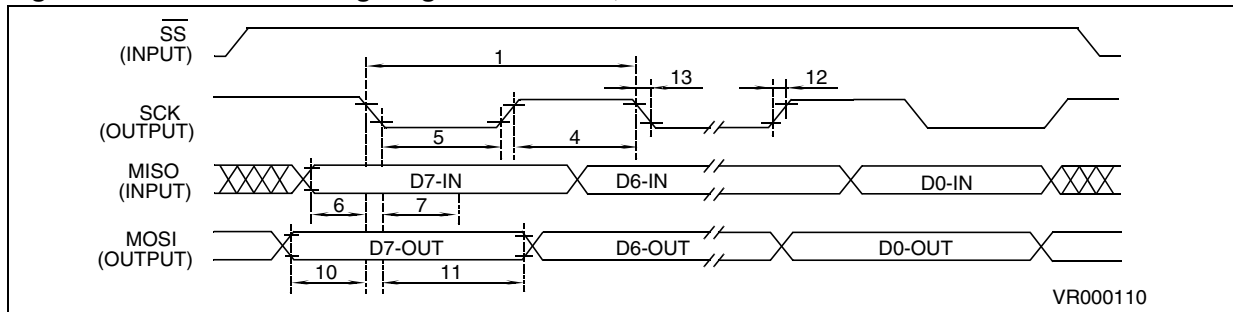 SS
(INPUT)
1
13
12
SCK
(OUTPUT)
5
4
MISO
(INPUT)
D7-IN
D6-IN
D0-IN
6
7
MOSI
(OUTPUT)
D7-OUT
D6-OUT
D0-OUT
10
11
VR000110